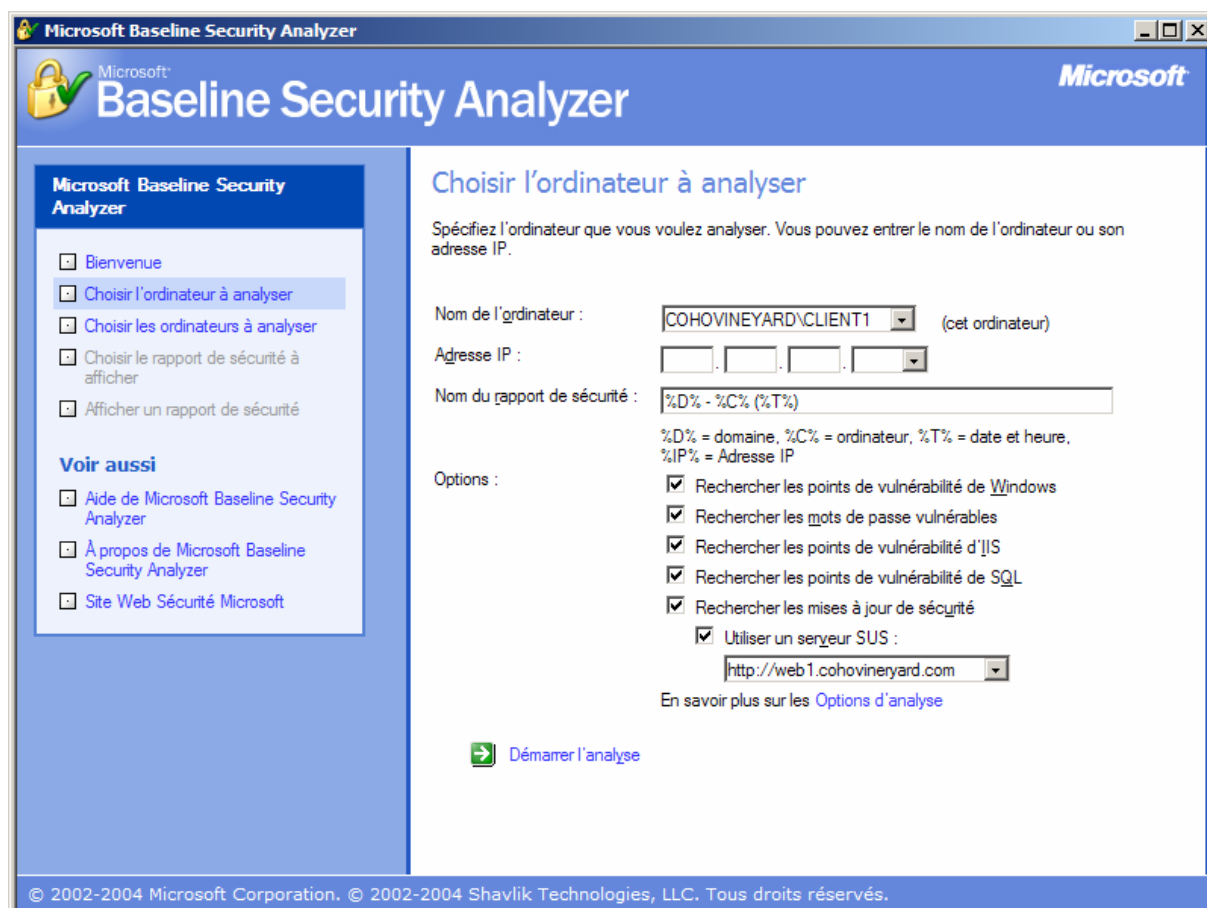 Microsoft Baseline Security Analyzer
Microsoft
Baseline Security Analyzer
Microsoft
Microsoft Baseline Security
Analyzer
Bienvenue
Choisir l'ordinateur à analyser
Choisir les ordinateurs à analyser
Choisir le rapport de sécurité à
afficher
Afficher un rapport de sécurité
Voir aussi
Aide de Microsoft Baseline Security
Analyzer
À propos de Microsoft Baseline
Security Analyzer
Site Web Sécurité Microsoft
Choisir l'ordinateur à analyser
Spécifiez l'ordinateur que vous voulez analyser. Vous pouvez entrer le nom de l'ordinateur ou son
adresse IP.
Nom de l'ordinateur : COHOVINEYARD\CLIENT1 (cet ordinateur)
Adresse IP : . . .
Nom du rapport de sécurité : %D% - %C% (%T%)
%D% = domaine, %C% = ordinateur, %T% = date et heure,
%IP% = Adresse IP
Options :
Rechercher les points de vulnérabilité de Windows
Rechercher les mots de passe vulnérables
Rechercher les points de vulnérabilité d'IIS
Rechercher les points de vulnérabilité de SQL
Rechercher les mises à jour de sécurité
Utiliser un serveur SUS :
http://web1.cohovineryard.com
En savoir plus sur les Options d'analyse
Démarrer l'analyse
© 2002-2004 Microsoft Corporation. © 2002-2004 Shavlik Technologies, LLC. Tous droits réservés.